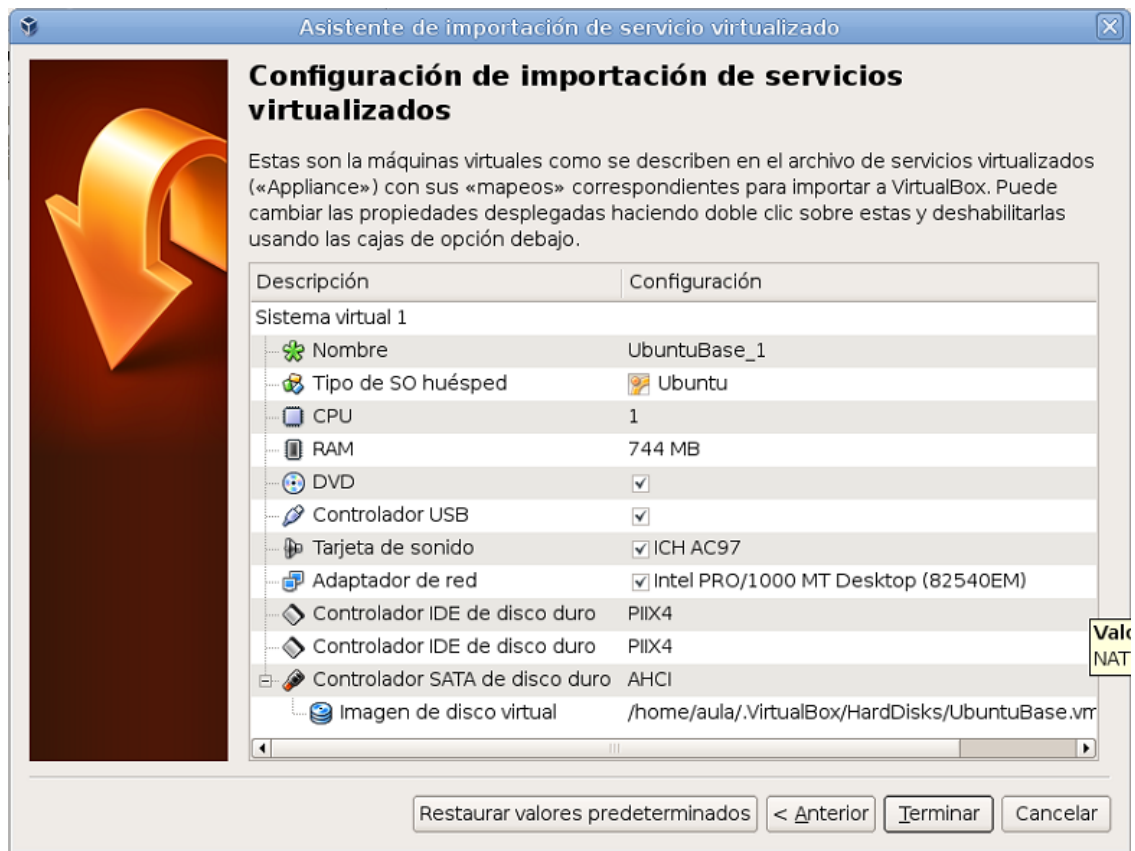 Asistente de importación de servicio virtualizado
Configuración de importación de servicios
virtualizados
Estas son la máquinas virtuales como se describen en el archivo de servicios virtualizados
(«Appliance») con sus «mapeos» correspondientes para importar a VirtualBox. Puede
cambiar las propiedades desplegadas haciendo doble clic sobre estas y deshabilitarlas
usando las cajas de opción debajo.
Descripción Configuración
Sistema virtual 1
Nombre UbuntuBase_1
Tipo de SO huésped Ubuntu
CPU 1
RAM 744 MB
DVD
Controlador USB
Tarjeta de sonido ICH AC97
Adaptador de red Intel PRO/1000 MT Desktop (82540EM)
Controlador IDE de disco duro PIIX4
Controlador IDE de disco duro PIIX4
Controlador SATA de disco duro AHCI
Imagen de disco virtual /home/aula/.VirtualBox/HardDisks/UbuntuBase.vm
Valo
NAT
Restaurar valores predeterminados < Anterior Terminar Cancelar